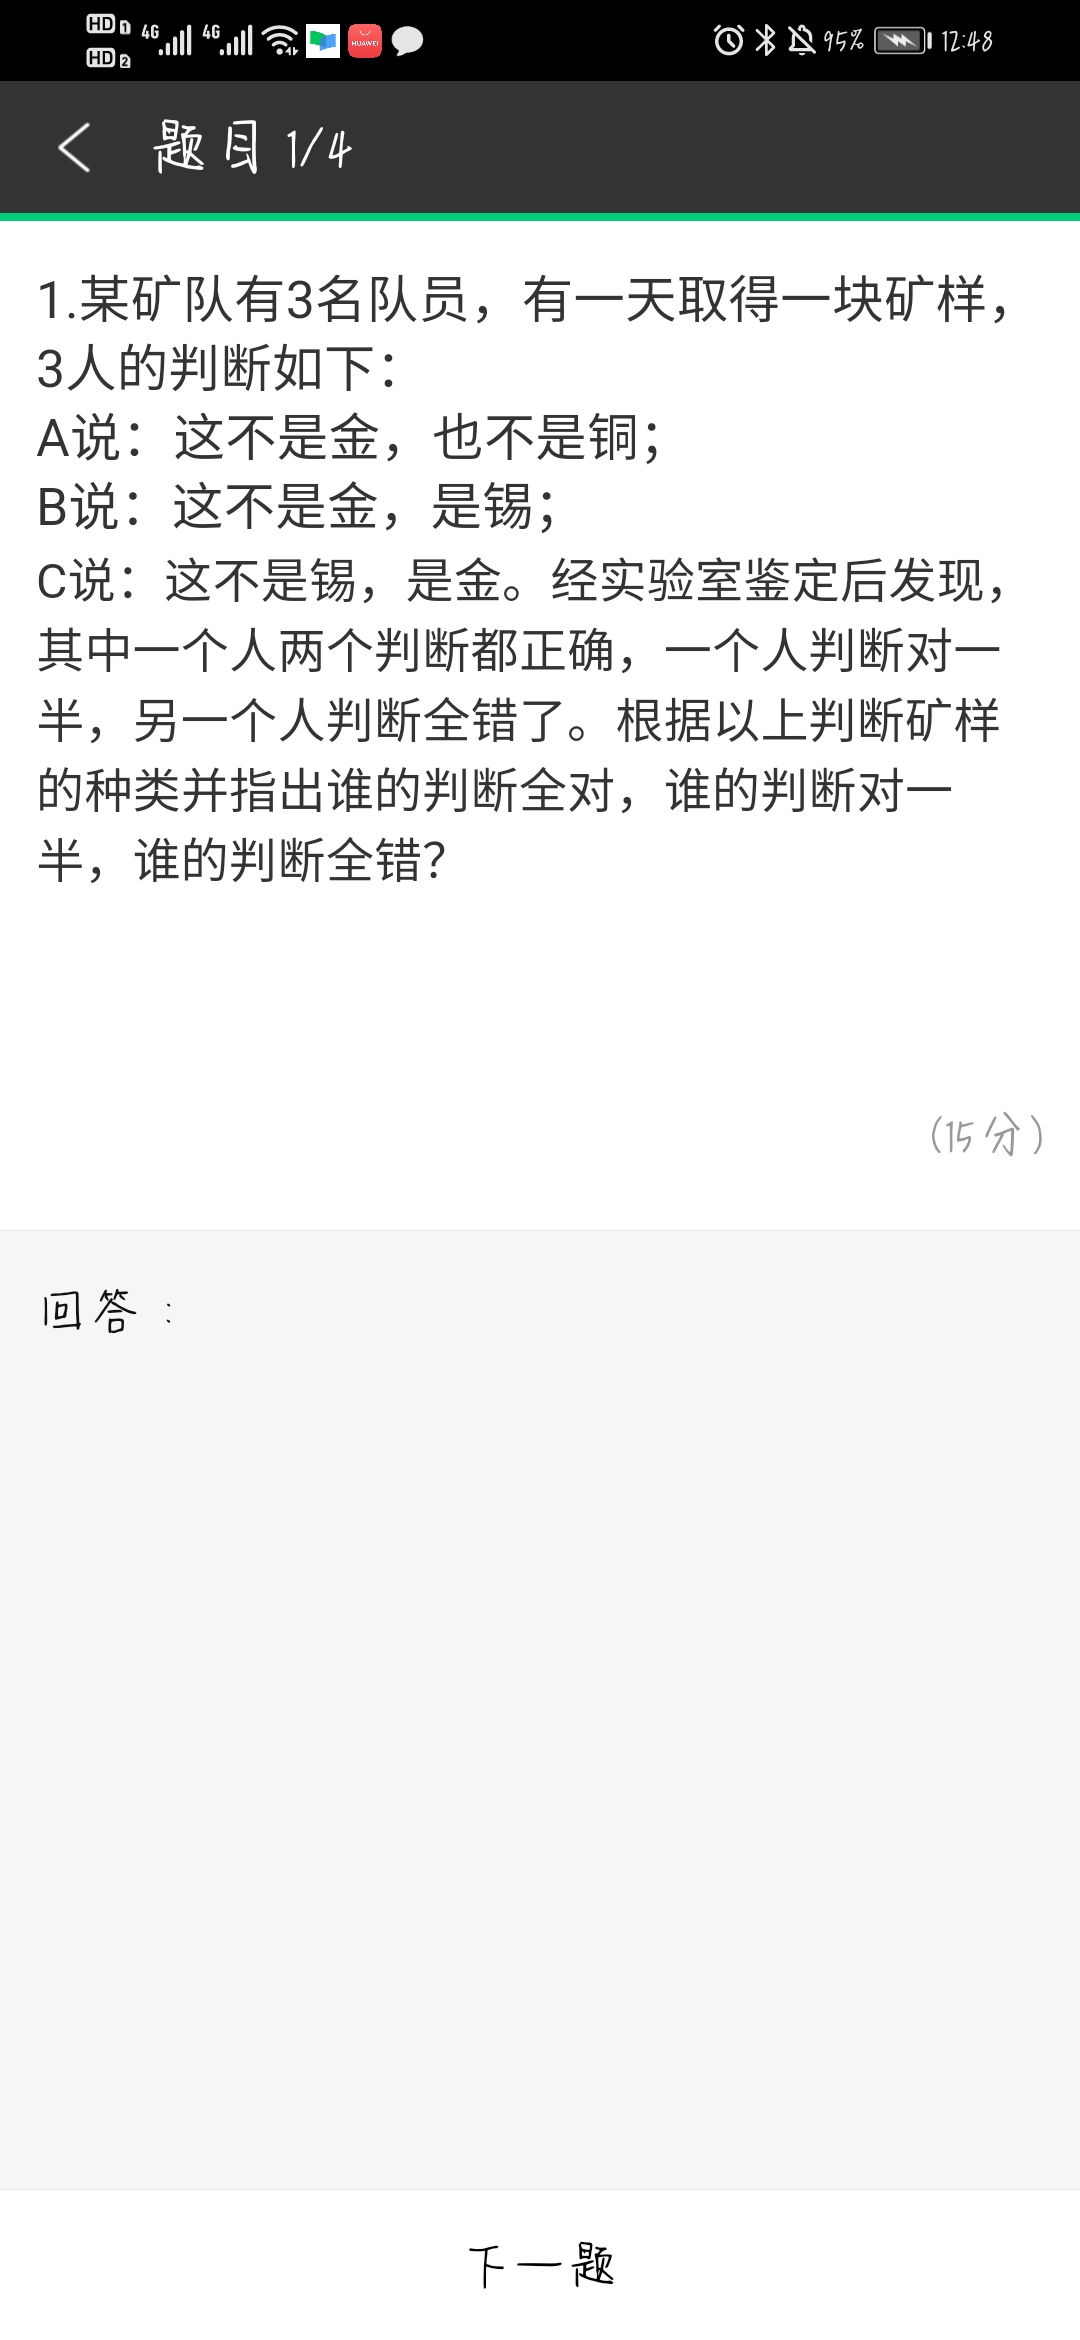 HD 1 4G 4G HUAWEI 95% 12:48
HD 2
题目1/4
1.某矿队有3名队员，有一天取得一块矿样，
3人的判断如下：
A说：这不是金，也不是铜；
B说：这不是金，是锡；
C说：这不是锡，是金。经实验室鉴定后发现，
其中一个人两个判断都正确，一个人判断对一
半，另一个人判断全错了。根据以上判断矿样
的种类并指出谁的判断全对，谁的判断对一
半，谁的判断全错？
(15分)
回答：
下一题